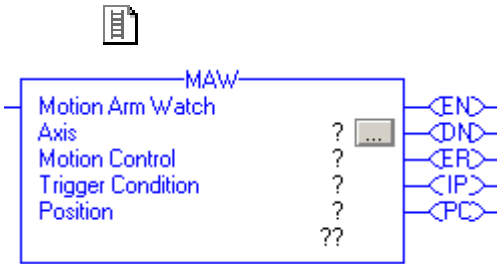 MAW
Motion Arm Watch EN
Axis ? ... DN
Motion Control ? ER
Trigger Condition ? IP
Position ? PC
??